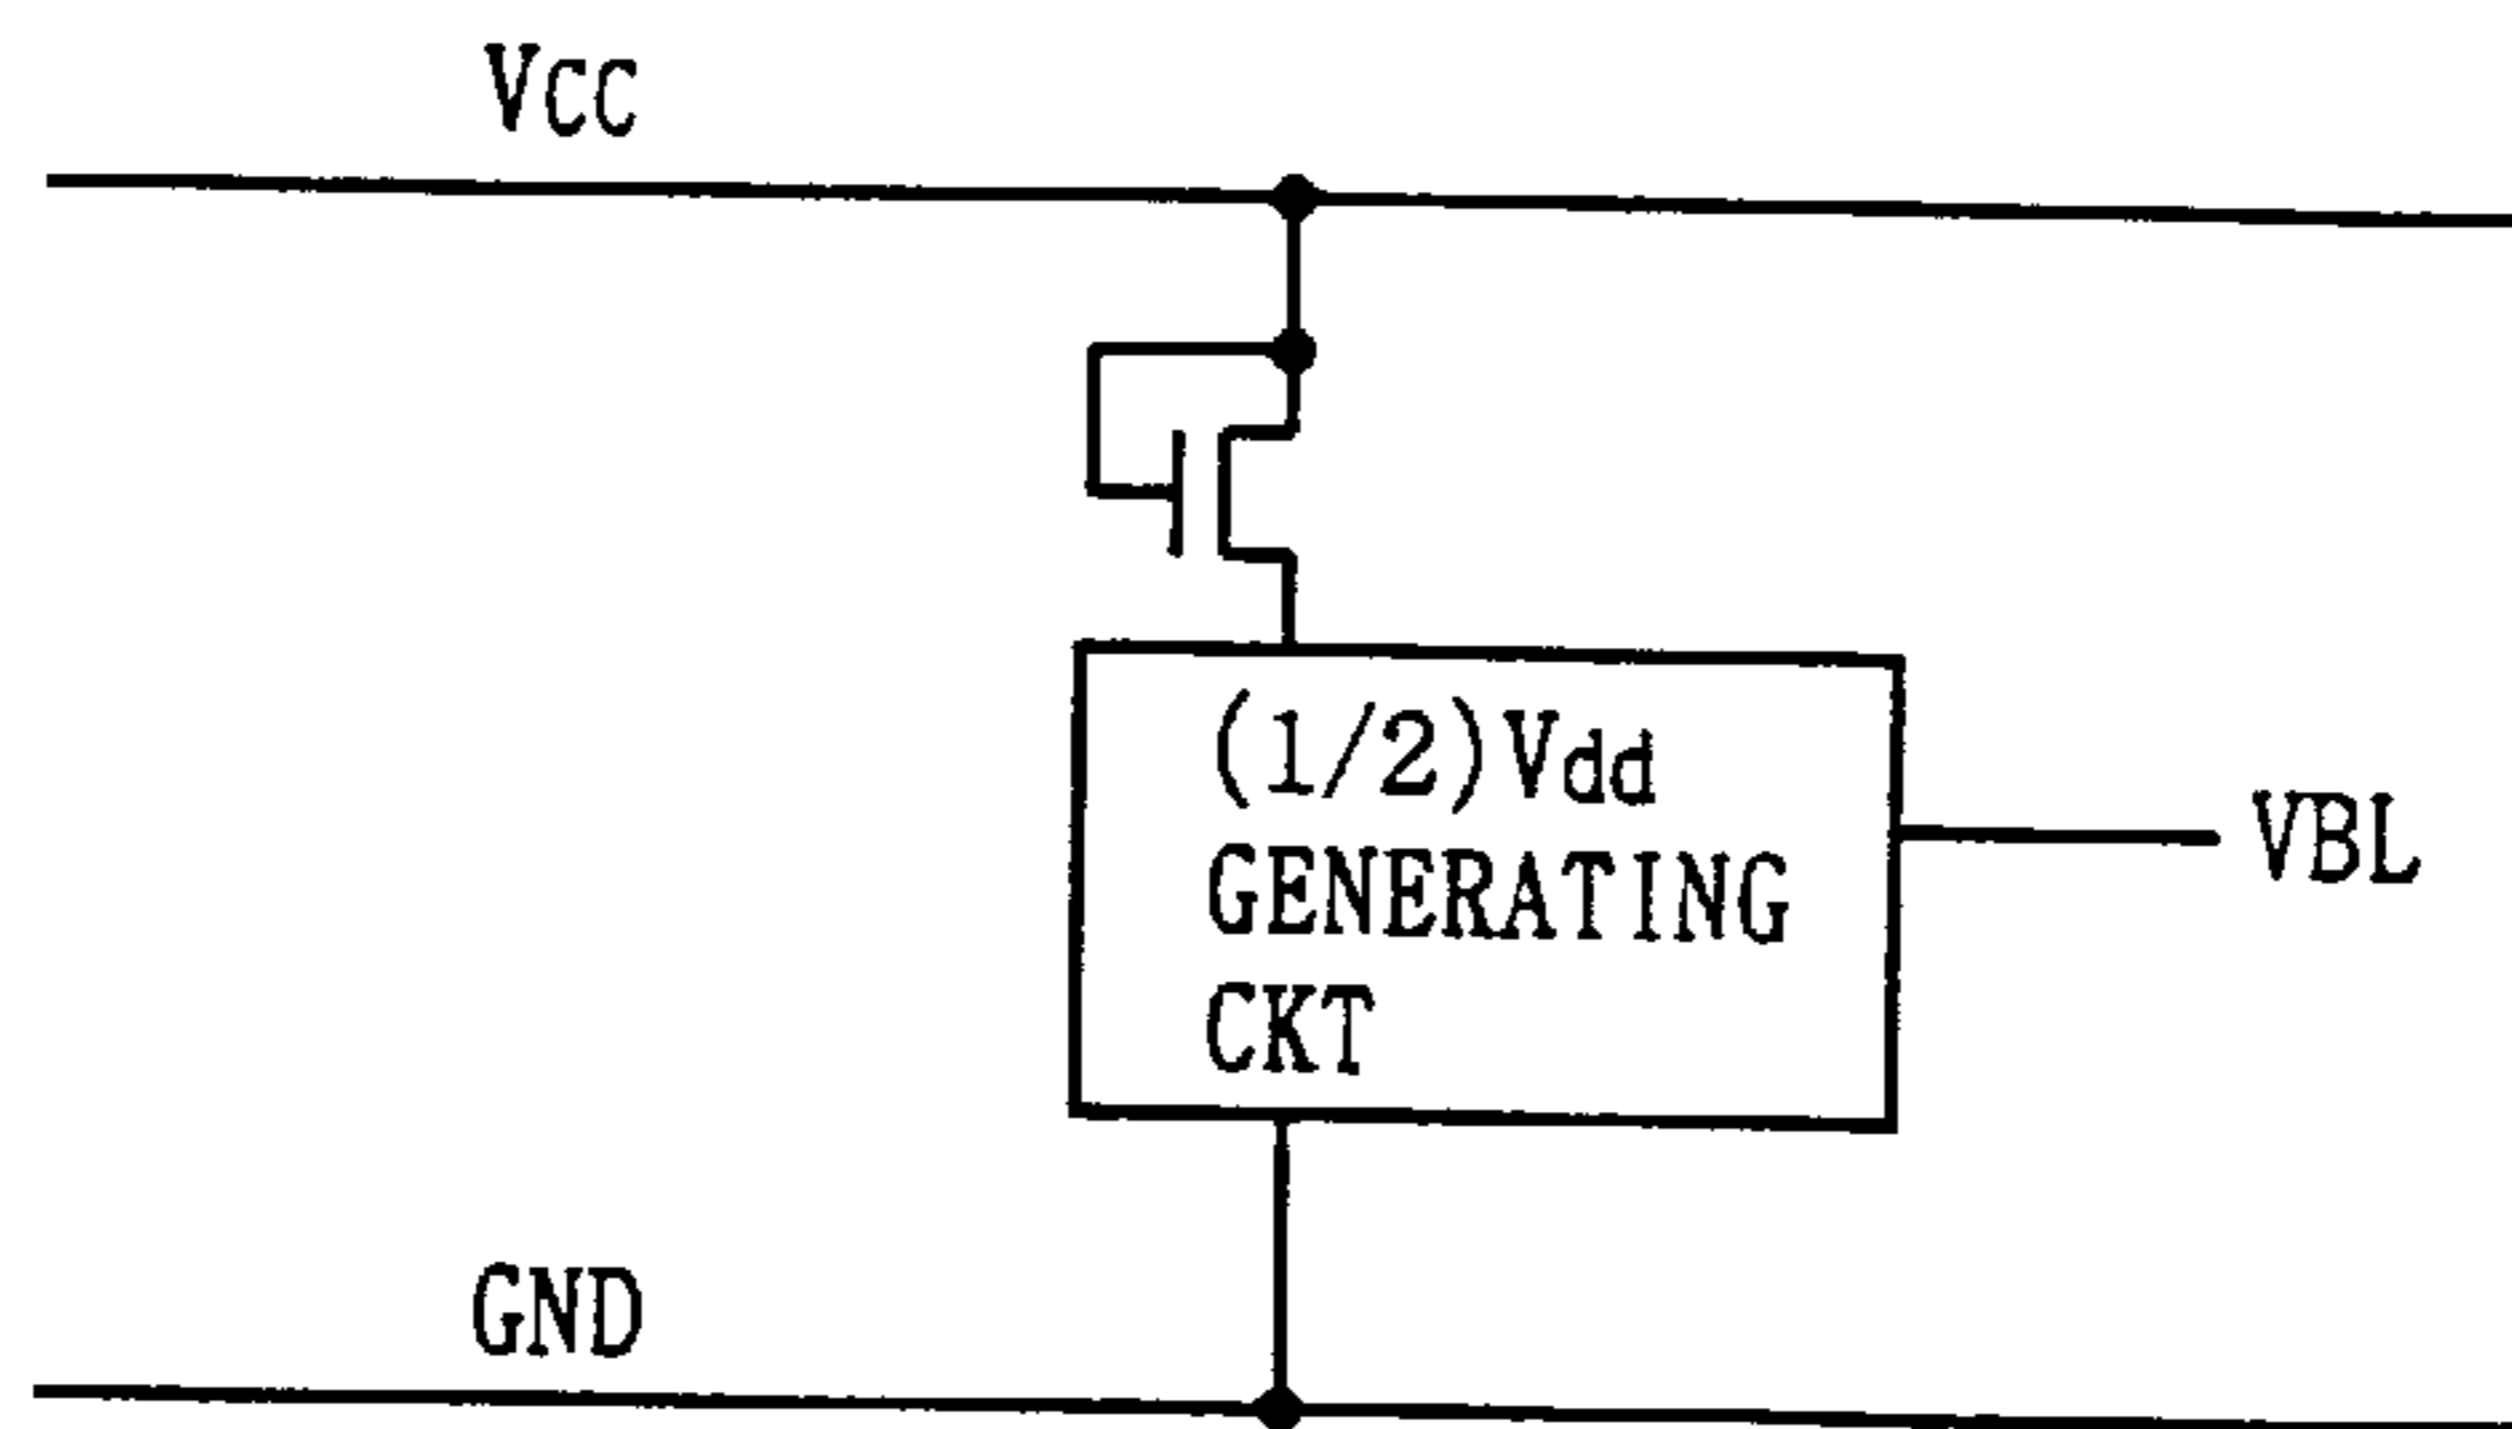 VCC
(1/2)Vdd
GENERATING
CKT
VBL
GND